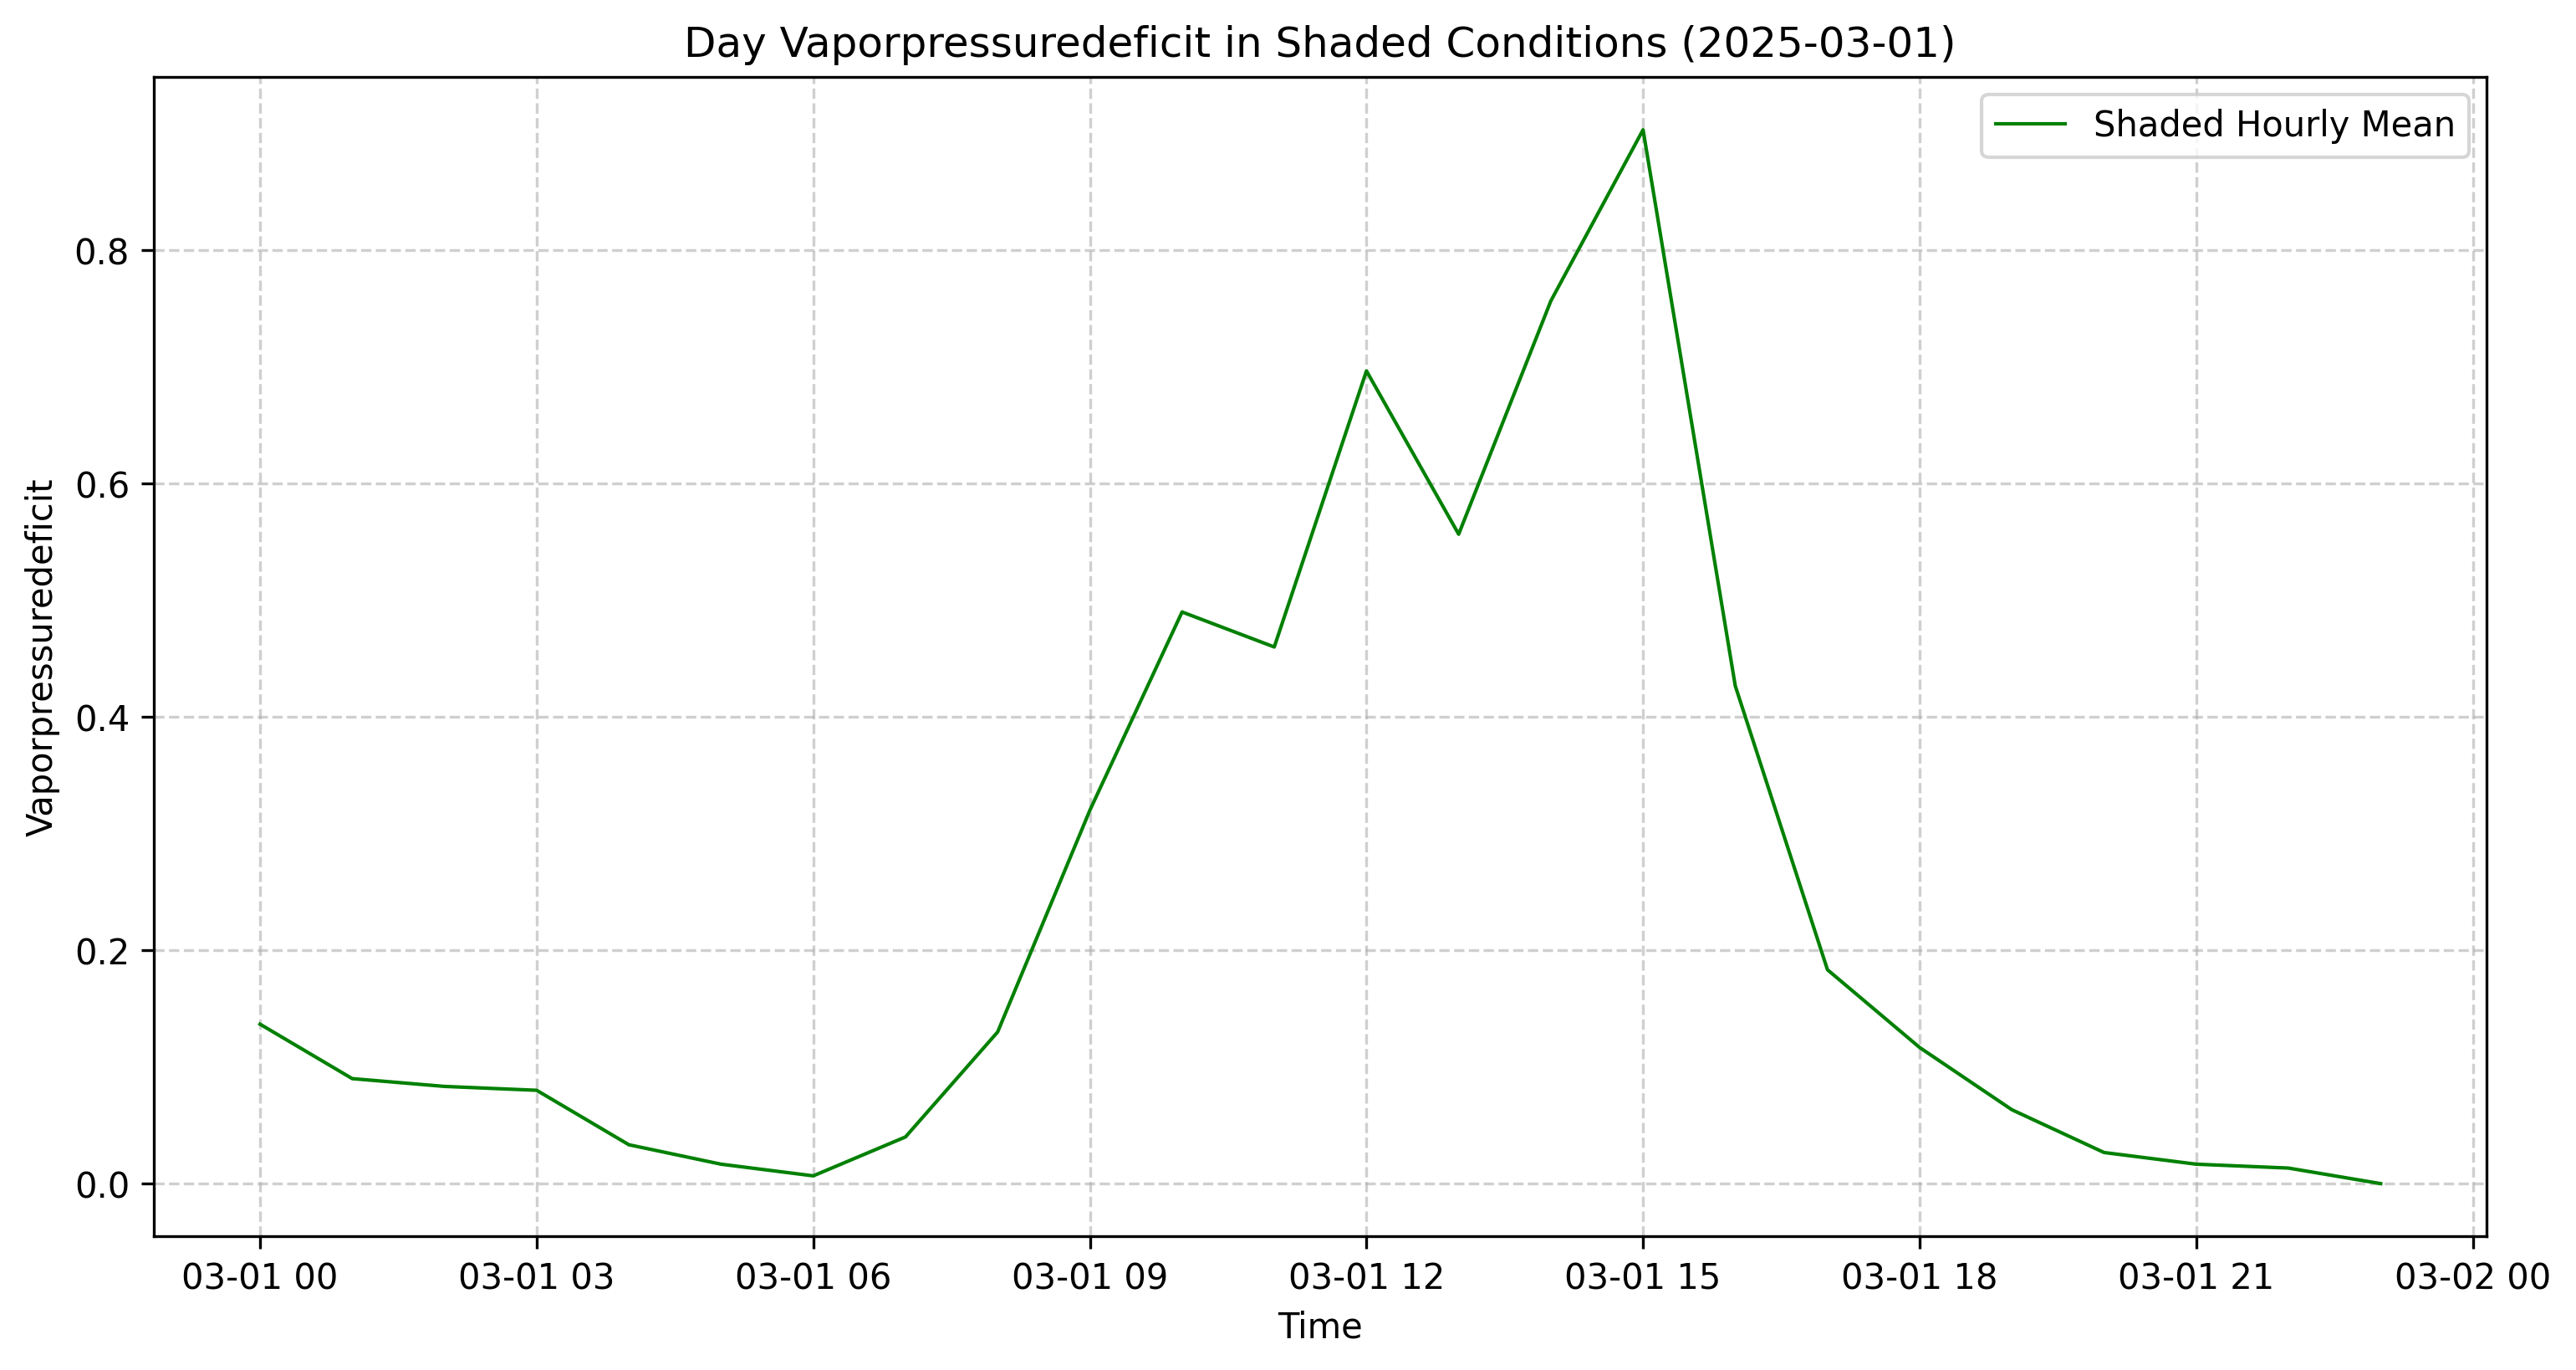 Day Vaporpressuredeficit in Shaded Conditions (2025-03-01)
Shaded Hourly Mean
Vaporpressuredeficit
0.8
0.6
0.4
0.2
0.0
03-01 00 03-01 03 03-01 06 03-01 09 03-01 12 03-01 15 03-01 18 03-01 21 03-02 00
Time